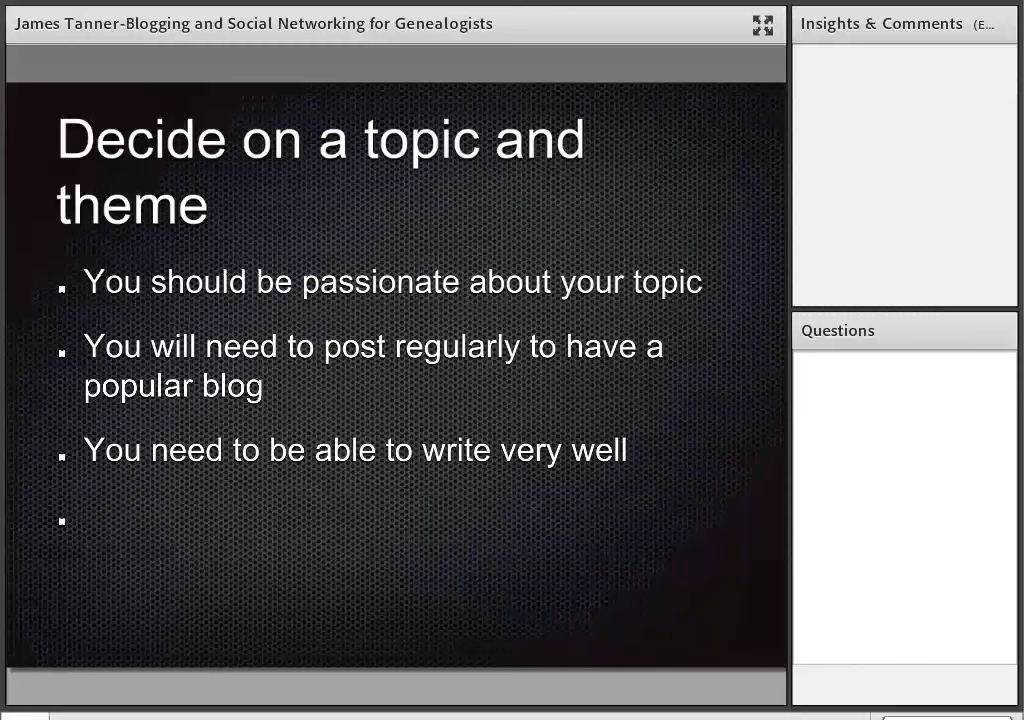 James Tanner-Blogging and Social Networking for Genealogists
Insights & Comments (E...
Decide on a topic and
theme
You should be passionate about your topic
You will need to post regularly to have a
popular blog
You need to be able to write very well
Questions